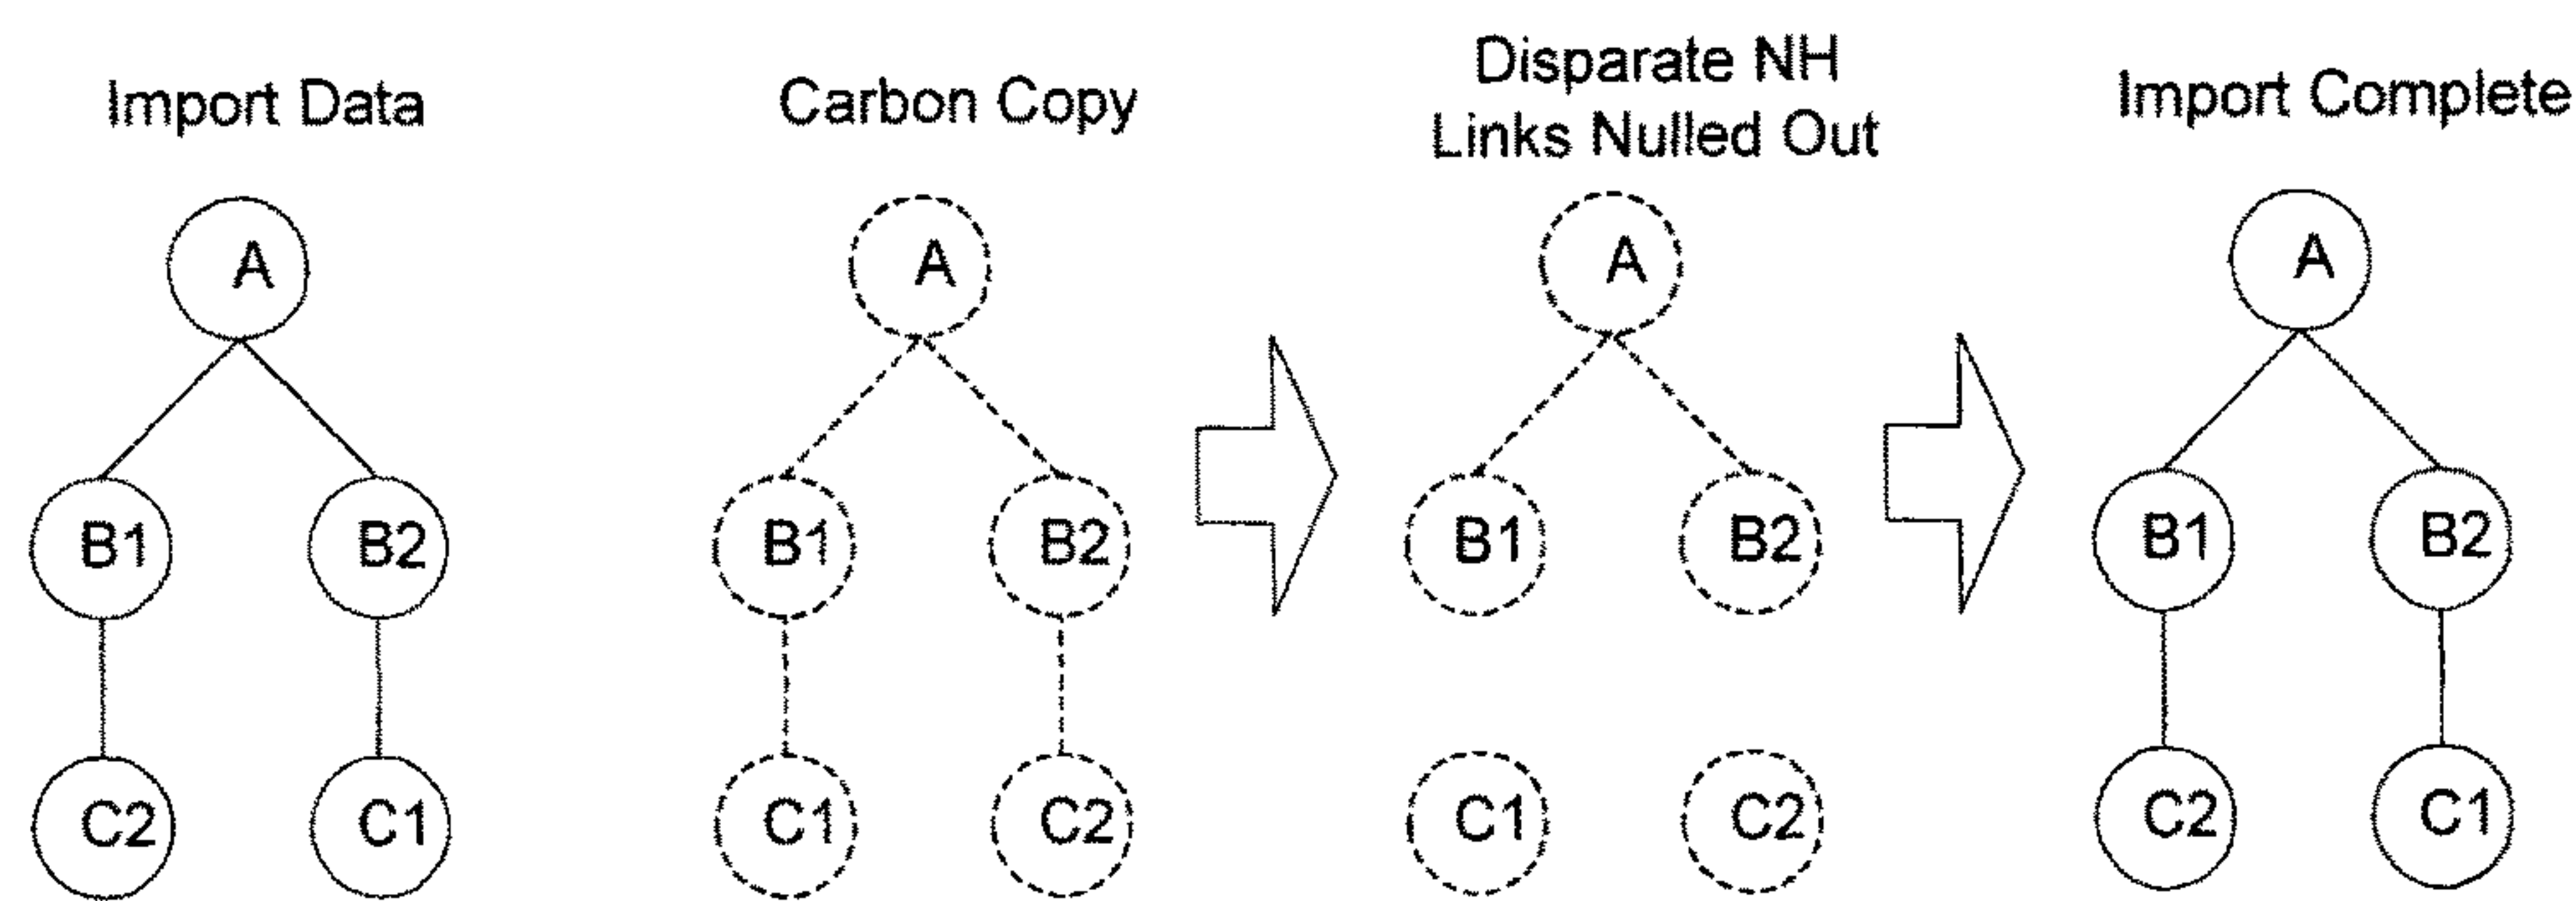 Import Data
Carbon Copy
Disparate NH
Links Nulled Out
Import Complete
A
A
A
A
B1
B2
B1
B2
B1
B2
B1
B2
C2
C1
C1
C2
C1
C2
C2
C1